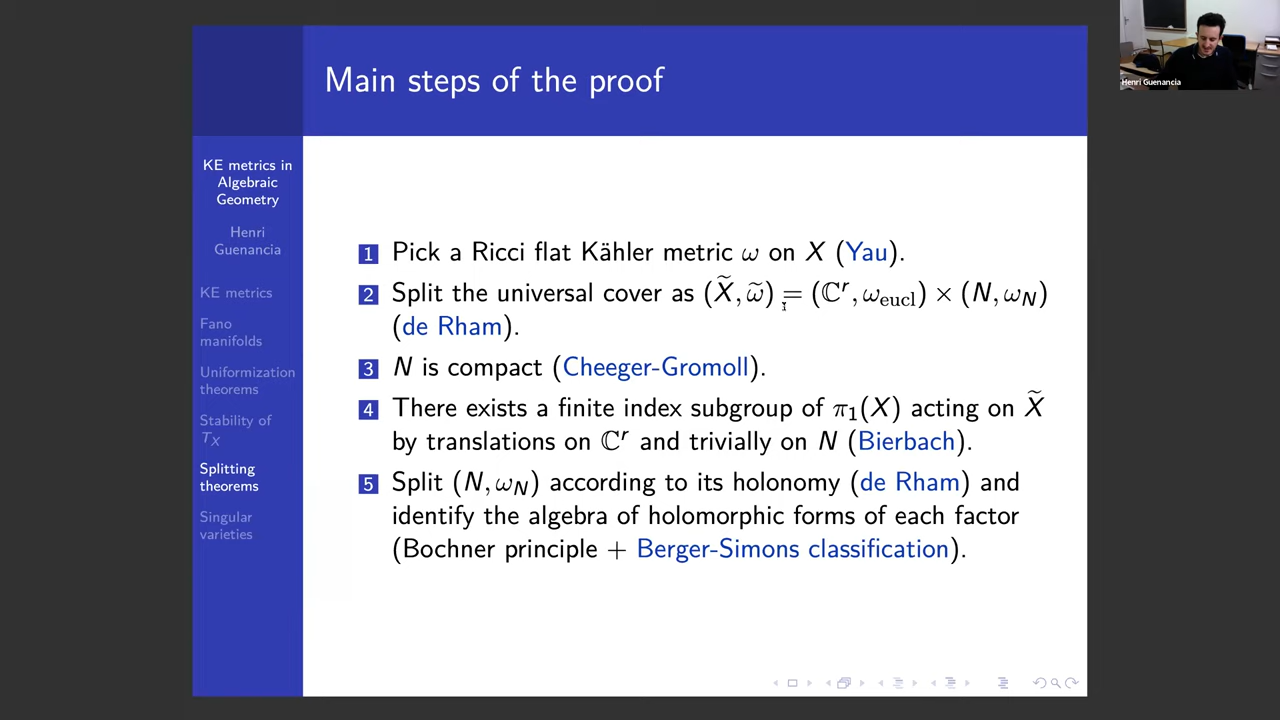 Main steps of the proof
KE metrics in
Algebraic
Geometry
Henri
Guenancia
KE metrics
Fano
manifolds
Uniformization
theorems
Stability of
T_X
Splitting
theorems
Singular
varieties
1 Pick a Ricci flat Kähler metric ω on X (Yau).
2 Split the universal cover as (X̃, ω̃) = (ℂʳ, ω_eucl) × (N, ω_N)
(de Rham).
3 N is compact (Cheeger-Gromoll).
4 There exists a finite index subgroup of π₁(X) acting on X̃
by translations on ℂʳ and trivially on N (Bierbach).
5 Split (N, ω_N) according to its holonomy (de Rham) and
identify the algebra of holomorphic forms of each factor
(Bochner principle + Berger-Simons classification).
Henri Guenancia